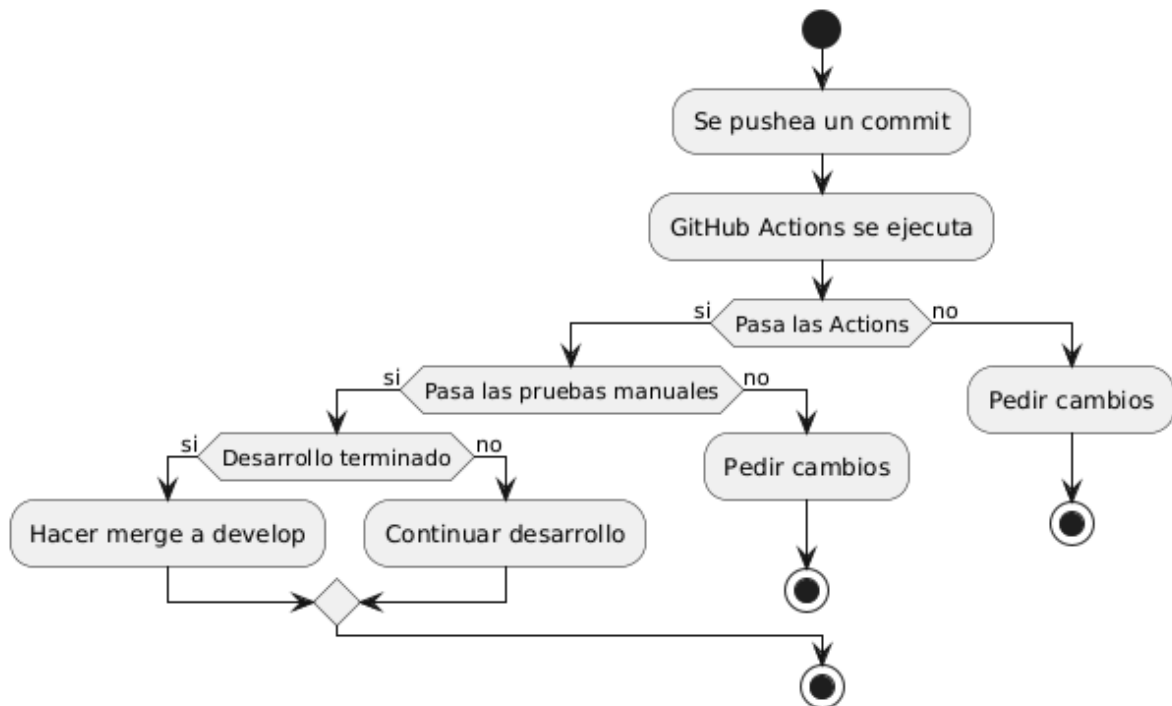 Se pushea un commit
GitHub Actions se ejecuta
si
Pasa las Actions
no
si
Pasa las pruebas manuales
no
Pedir cambios
si
Desarrollo terminado
no
Pedir cambios
Hacer merge a develop
Continuar desarrollo